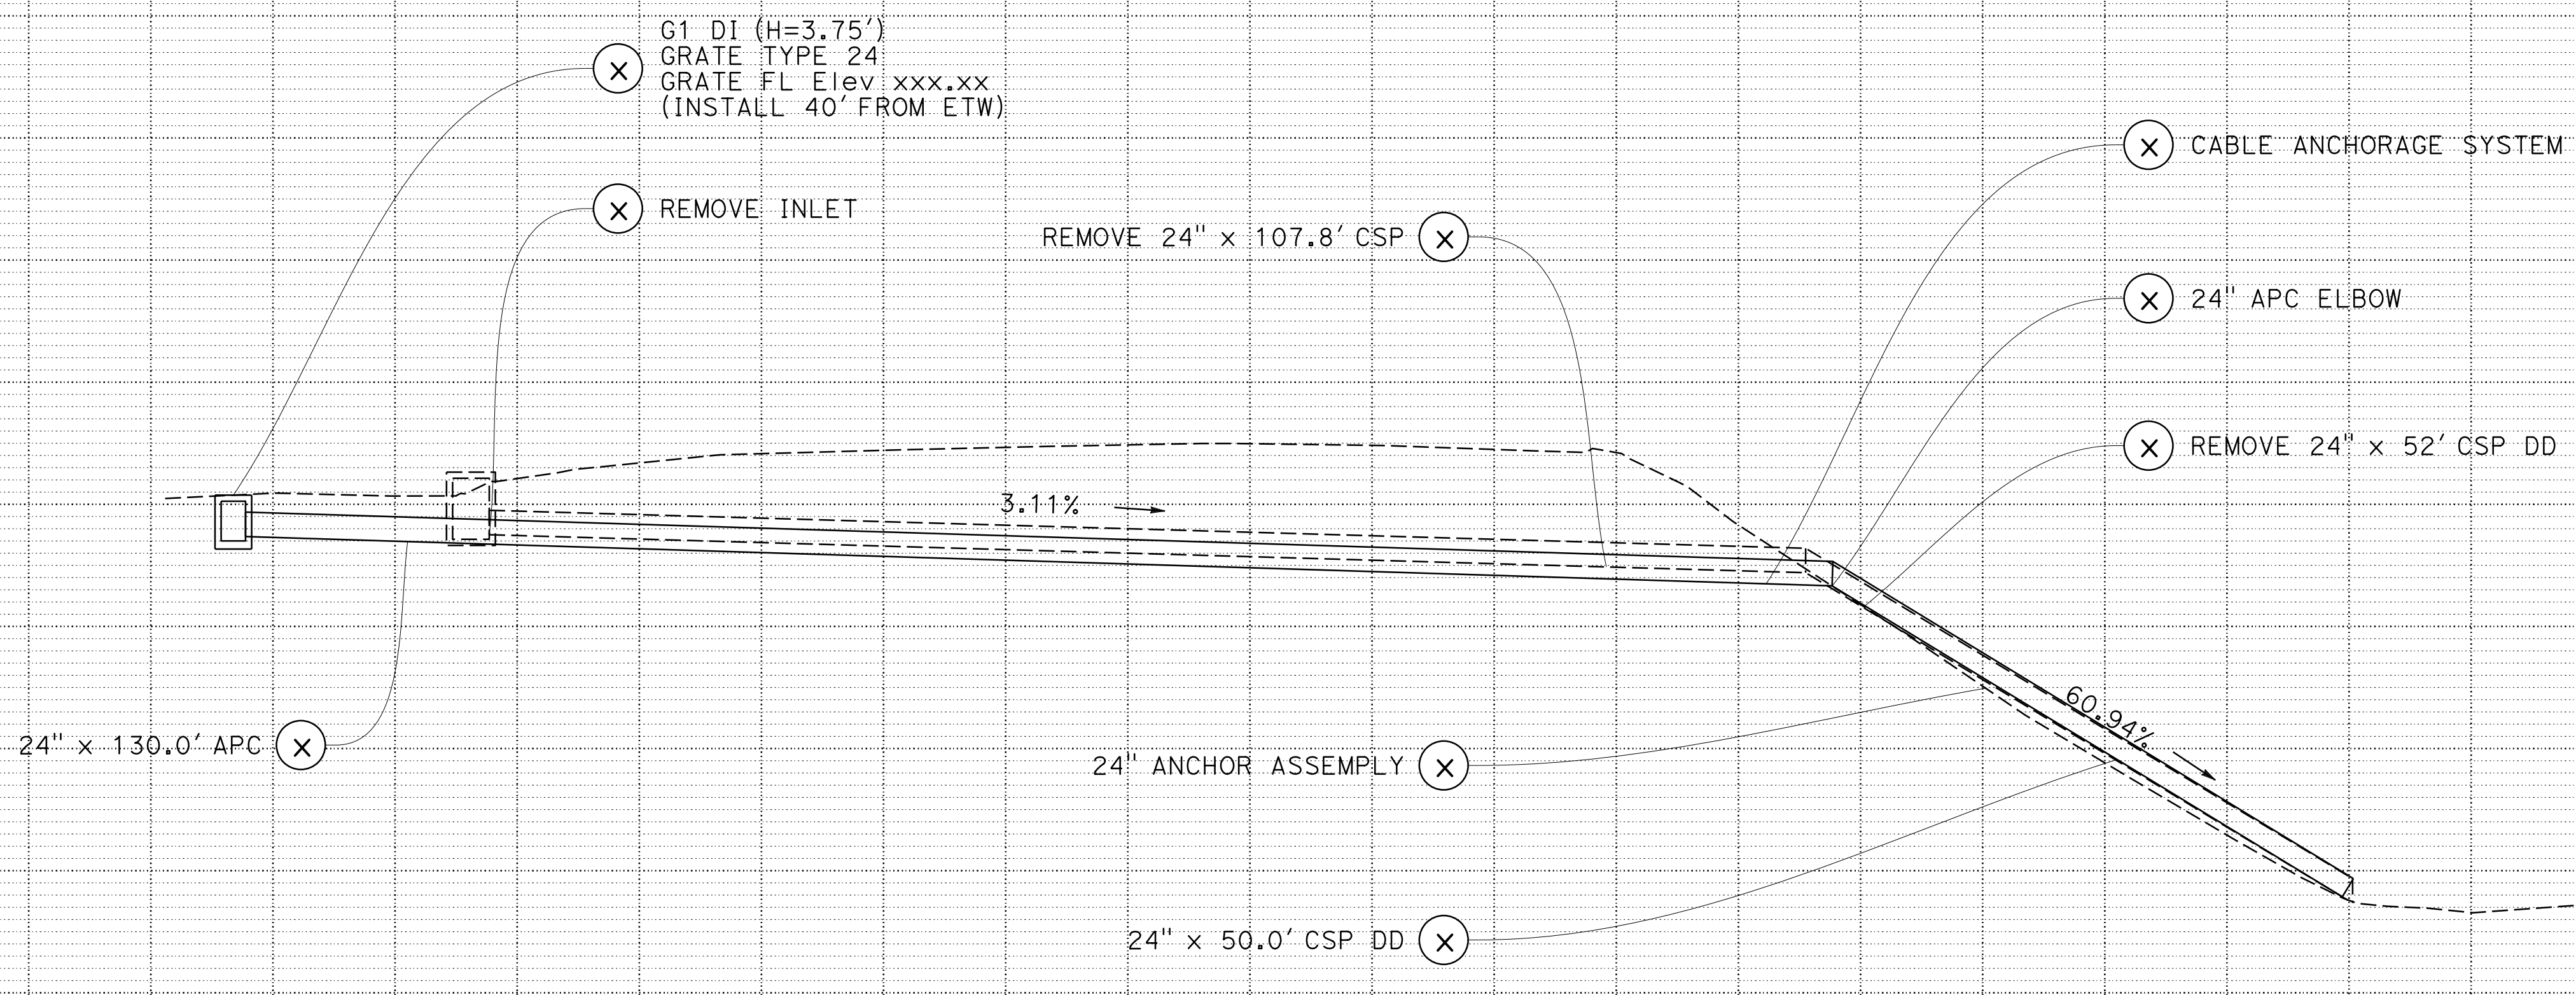 G1 DI (H=3.75')
GRATE TYPE 24
GRATE FL Elev xxx.xx
(INSTALL 40' FROM ETW)
X
X
REMOVE INLET
REMOVE 24" x 107.8' CSP
X
X
CABLE ANCHORAGE SYSTEM
X
24" APC ELBOW
X
REMOVE 24" x 52' CSP DD
3.11%
60.94%
24" x 130.0' APC
X
24" ANCHOR ASSEMPLY
X
24" x 50.0' CSP DD
X